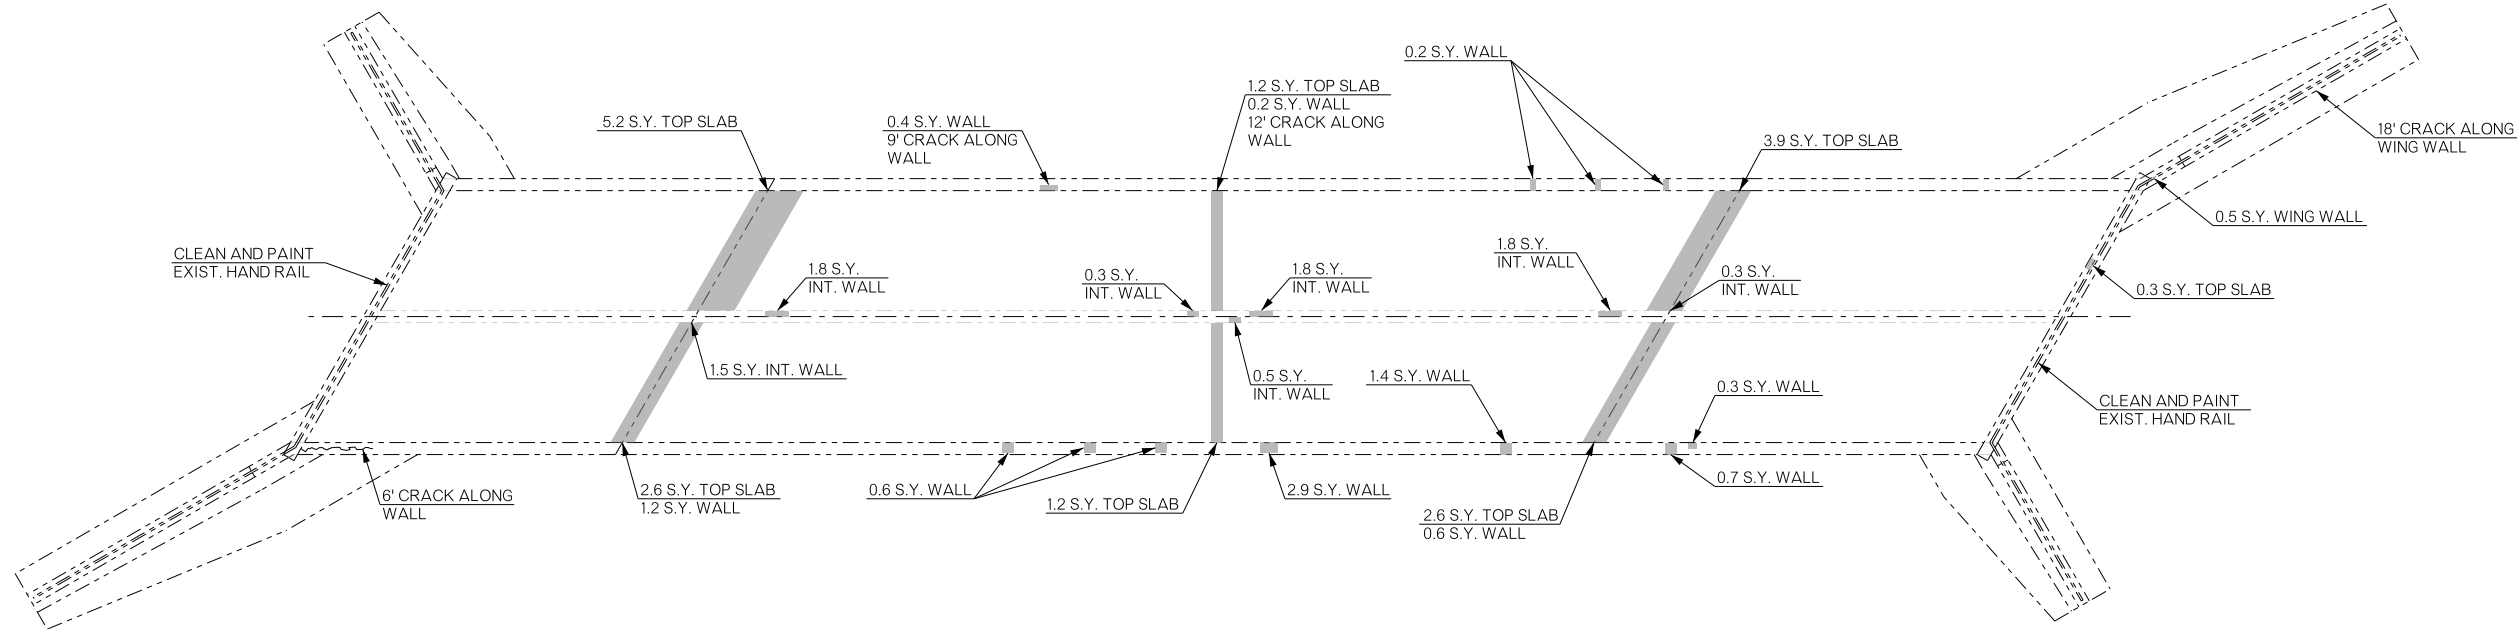 0.2 S.Y. WALL
1.2 S.Y. TOP SLAB
0.2 S.Y. WALL
12' CRACK ALONG
WALL
5.2 S.Y. TOP SLAB
0.4 S.Y. WALL
9' CRACK ALONG
WALL
3.9 S.Y. TOP SLAB
18' CRACK ALONG
WING WALL
0.5 S.Y. WING WALL
CLEAN AND PAINT
EXIST. HAND RAIL
1.8 S.Y.
INT. WALL
0.3 S.Y.
INT. WALL
1.8 S.Y.
INT. WALL
1.8 S.Y.
INT. WALL
0.3 S.Y.
INT. WALL
0.3 S.Y. TOP SLAB
1.5 S.Y. INT. WALL
0.5 S.Y.
INT. WALL
1.4 S.Y. WALL
0.3 S.Y. WALL
CLEAN AND PAINT
EXIST. HAND RAIL
6' CRACK ALONG
WALL
2.6 S.Y. TOP SLAB
1.2 S.Y. WALL
0.6 S.Y. WALL
1.2 S.Y. TOP SLAB
2.9 S.Y. WALL
2.6 S.Y. TOP SLAB
0.6 S.Y. WALL
0.7 S.Y. WALL